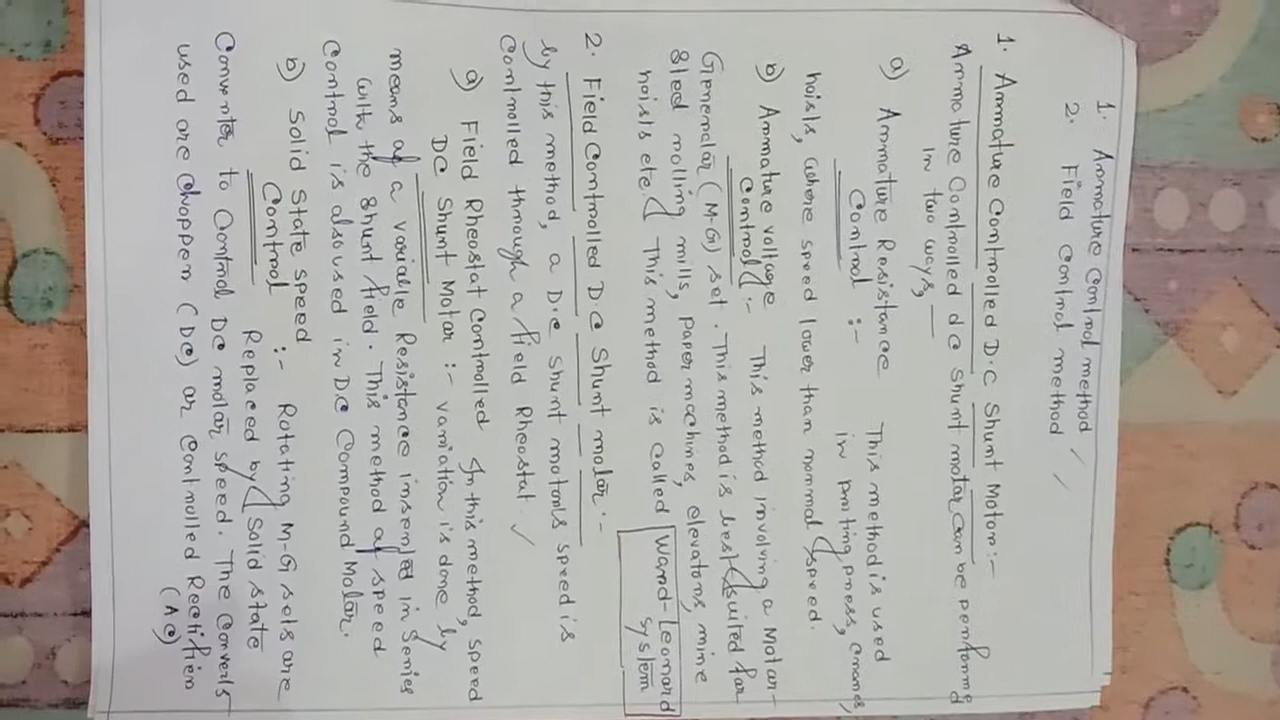 1. Armature Control method
2. Field Control method
1. Armature Controlled D.C Shunt Motor:-
Armature Controlled dc Shunt motor can be performed
in two ways,
a) Armature Resistance Control :- This method is used
in priting press, cranes,
hoists, where speed lower than normal speed.
b) Armature voltage Control :- This method involving a Motor-
Generator (M-G) set. This method is best suited for
steel rolling mills, paper machines, elevators, mine
hoists etc. This method is called Ward-Leonard
System
2. Field Controlled D.C Shunt motor:-
by this method, a D.C Shunt motors speed is
Controlled through a field Rheostat.
a) Field Rheostat Controlled
DC Shunt Motor :- In this method, speed
variation is done by
means of a variable Resistance inserted in Series
with the Shunt field. This method of speed
Control is also used in DC Compound Motor.
b) Solid State speed
Control :- Rotating M-G sets are
Replaced by Solid state
Converter to Control DC motor speed. The Converts
used are Chopper (DC) or Controlled Rectifier
(AC)